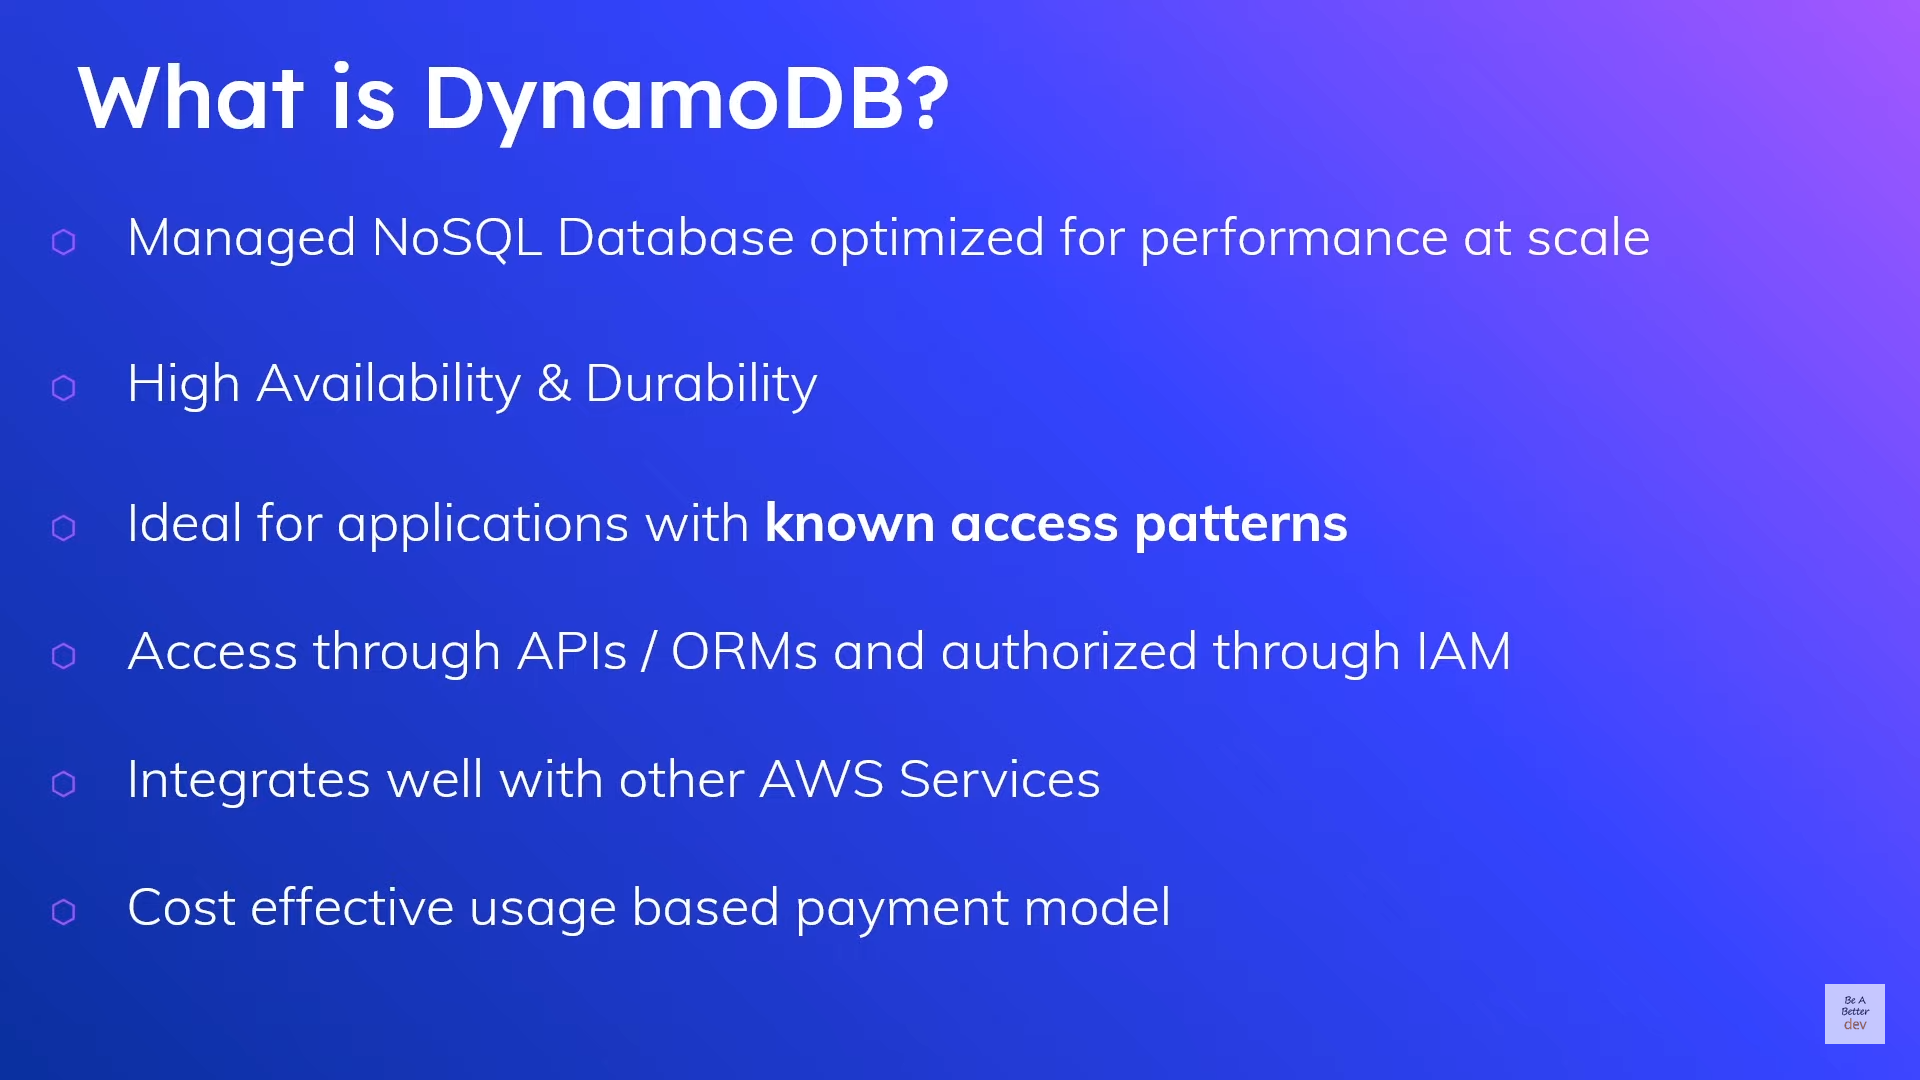 What is DynamoDB?
Managed NoSQL Database optimized for performance at scale
High Availability & Durability
Ideal for applications with known access patterns
Access through APIs / ORMs and authorized through IAM
Integrates well with other AWS Services
Cost effective usage based payment model
Be A
Better
dev